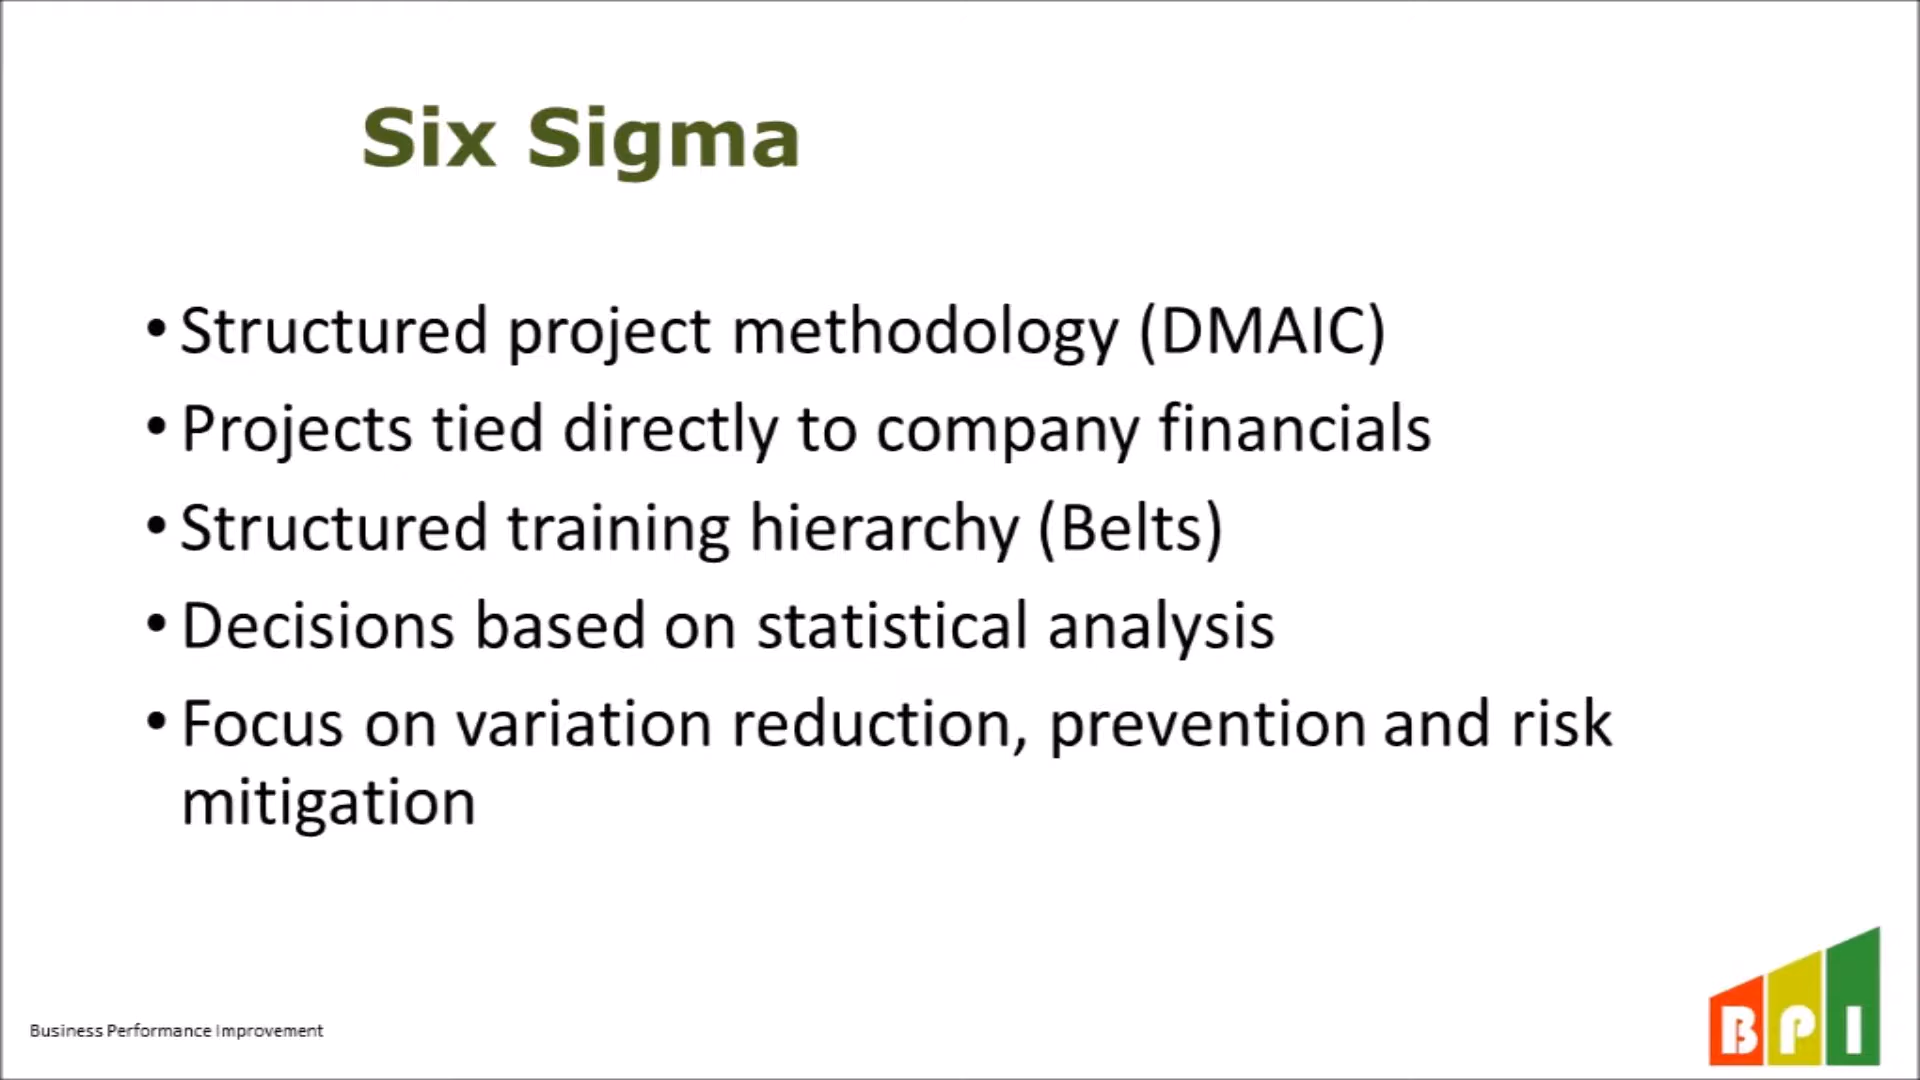 Six Sigma
• Structured project methodology (DMAIC)
• Projects tied directly to company financials
• Structured training hierarchy (Belts)
• Decisions based on statistical analysis
• Focus on variation reduction, prevention and risk
mitigation
Business Performance Improvement
BPI